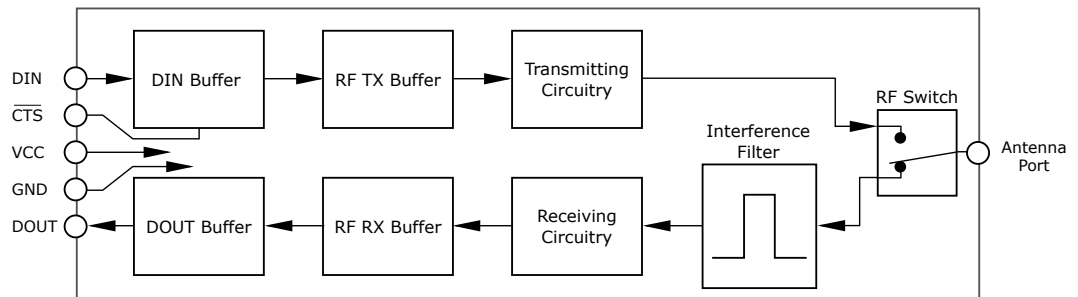 DIN
CTS
VCC
GND
DOUT
DIN Buffer
RF TX Buffer
Transmitting
Circuitry
RF Switch
Interference
Filter
Antenna
Port
DOUT Buffer
RF RX Buffer
Receiving
Circuitry